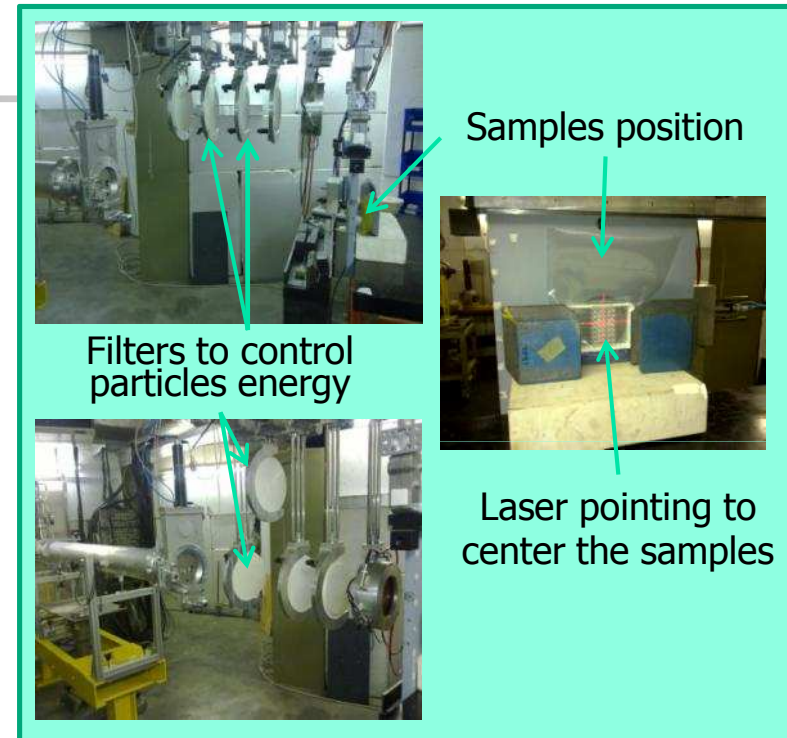 Samples position
Filters to control
particles energy
Laser pointing to
center the samples